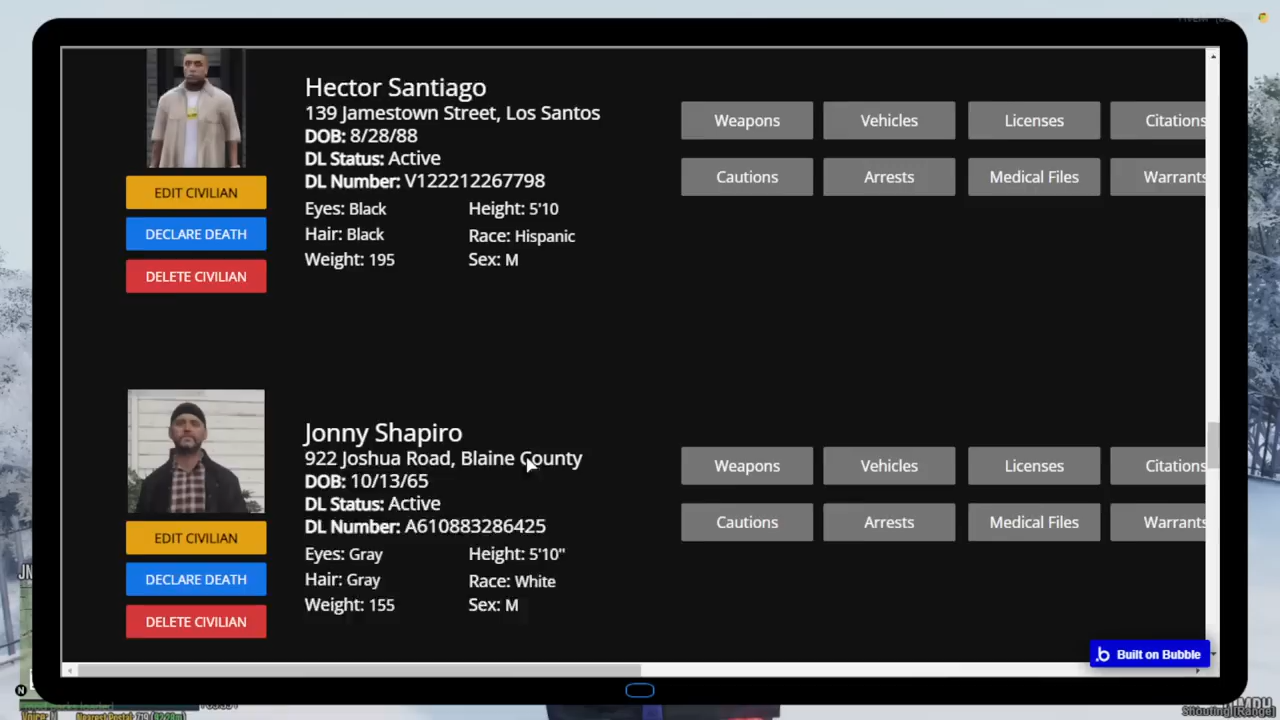 Hector Santiago
139 Jamestown Street, Los Santos
DOB: 8/28/88
DL Status: Active
DL Number: V122212267798
Eyes: Black Height: 5'10
Hair: Black Race: Hispanic
Weight: 195 Sex: M
EDIT CIVILIAN
DECLARE DEATH
DELETE CIVILIAN
Weapons Vehicles Licenses Citations
Cautions Arrests Medical Files Warrants
Jonny Shapiro
922 Joshua Road, Blaine County
DOB: 10/13/65
DL Status: Active
DL Number: A610883286425
Eyes: Gray Height: 5'10"
Hair: Gray Race: White
Weight: 155 Sex: M
EDIT CIVILIAN
DECLARE DEATH
DELETE CIVILIAN
Weapons Vehicles Licenses Citations
Cautions Arrests Medical Files Warrants
Built on Bubble
N
Shouting [Range]